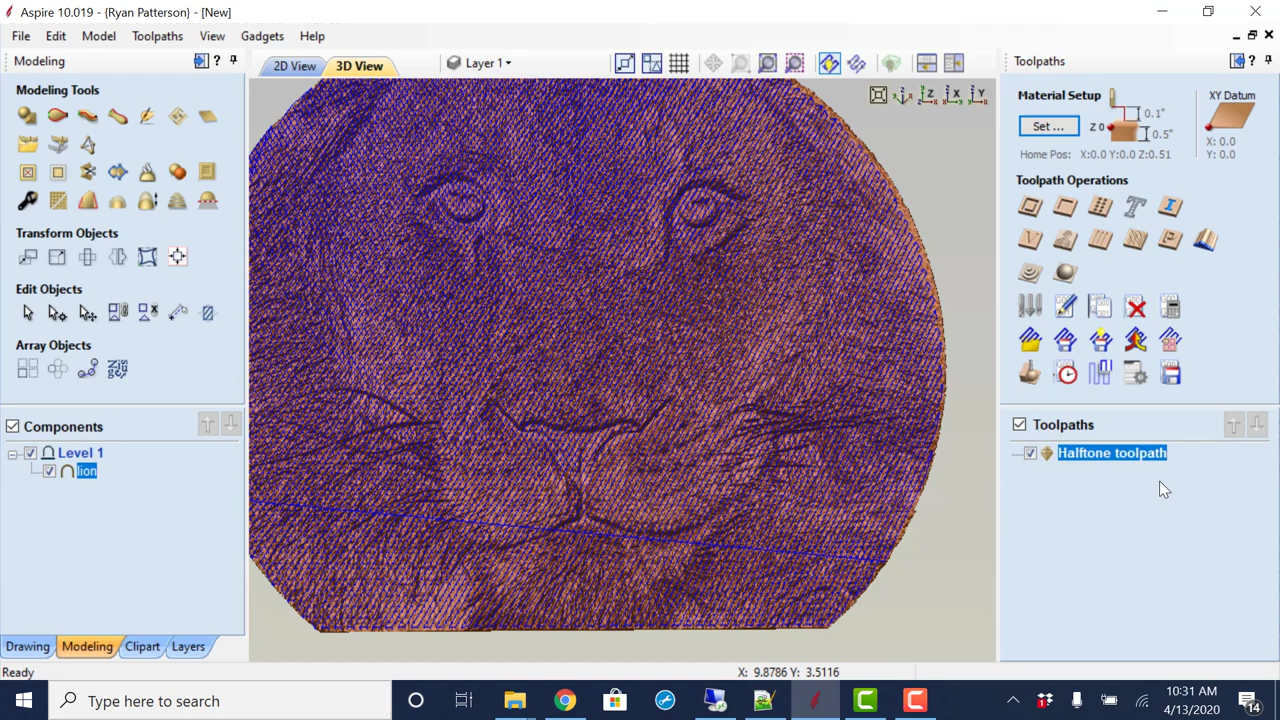 Aspire 10.019 - {Ryan Patterson} - [New]
File Edit Model Toolpaths View Gadgets Help
Modeling
?
2D View
3D View
Layer 1
Toolpaths
?
Modeling Tools
Z
X
Y
Material Setup
XY Datum
0.1"
Set ...
Z 0
0.5"
X: 0.0
Y: 0.0
Home Pos: X:0.0 Y:0.0 Z:0.51
Toolpath Operations
Transform Objects
Edit Objects
Array Objects
Components
Level 1
lion
Toolpaths
Halftone toolpath
Drawing
Modeling
Clipart
Layers
Ready
X: 9.8786 Y: 3.5116
Type here to search
10:31 AM
4/13/2020
14